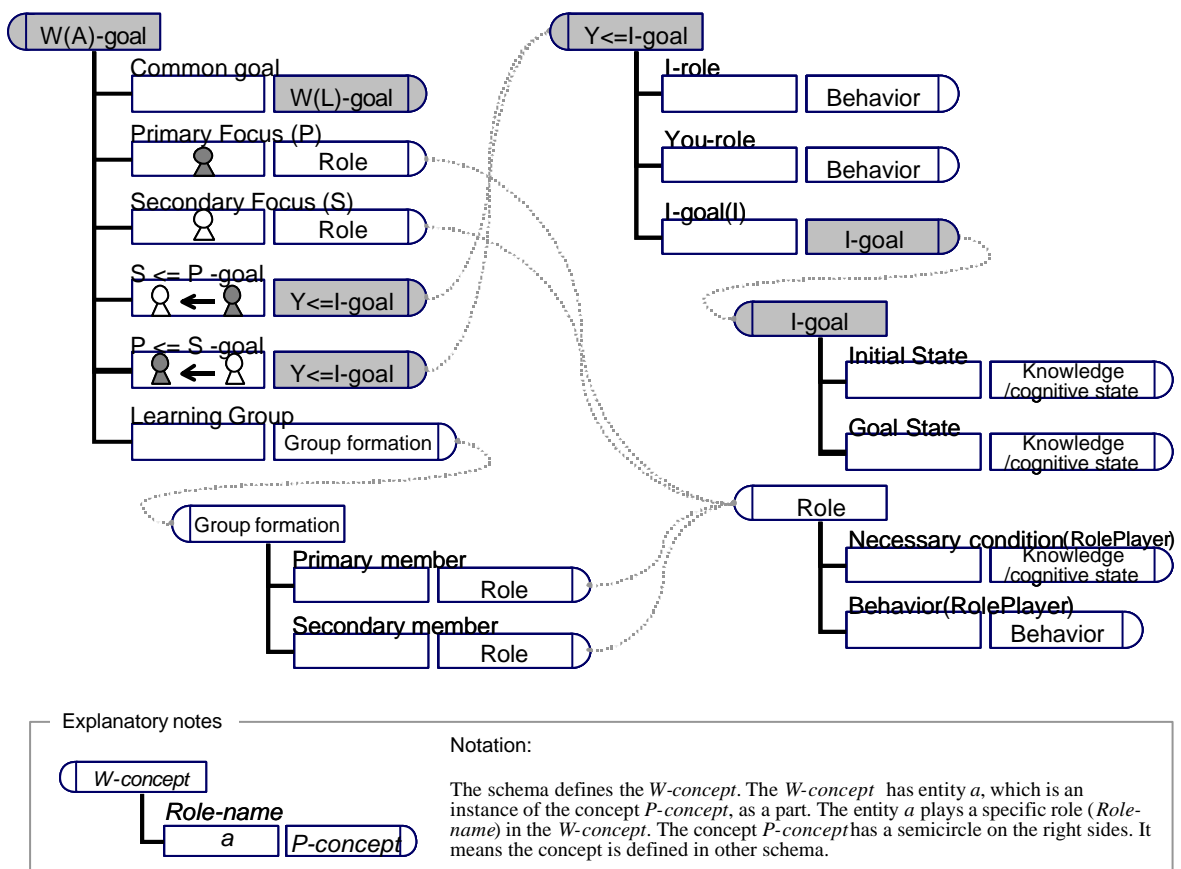 W(A)-goal
Common goal
W(L)-goal
Primary Focus (P)
Role
Secondary Focus (S)
Role
S <= P -goal
Y<=I-goal
P <= S -goal
Y<=I-goal
Learning Group
Group formation
Group formation
Primary member
Role
Secondary member
Role
Y<=I-goal
I-role
Behavior
You-role
Behavior
I-goal(I)
I-goal
I-goal
Initial State
Knowledge
/cognitive state
Goal State
Knowledge
/cognitive state
Role
Necessary condition(RolePlayer)
Knowledge
/cognitive state
Behavior(RolePlayer)
Behavior
Explanatory notes
W-concept
Role-name
a P-concept
Notation:
The schema defines the W-concept. The W-concept has entity a, which is an
instance of the concept P-concept, as a part. The entity a plays a specific role (Role-
name) in the W-concept. The concept P-concept has a semicircle on the right sides. It
means the concept is defined in other schema.